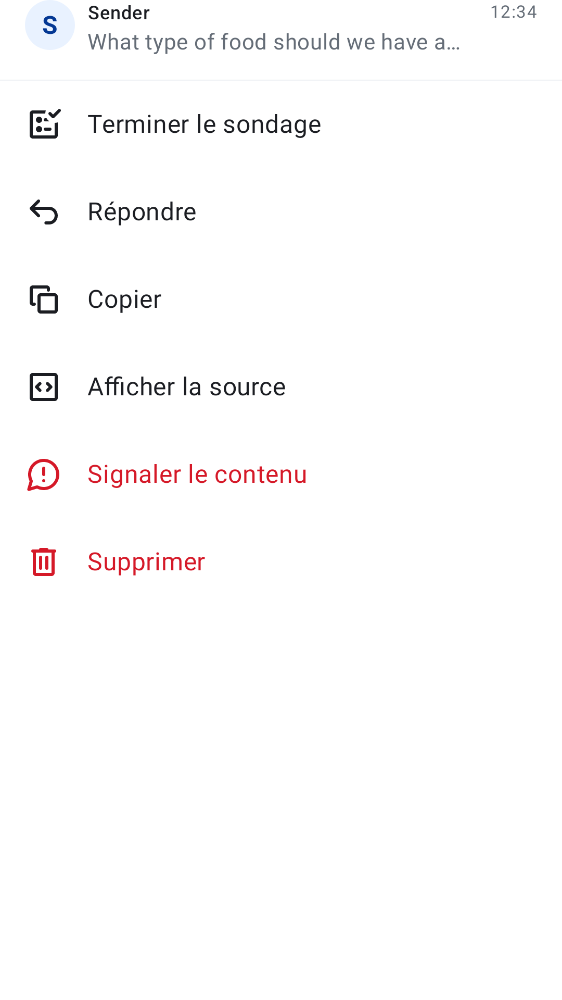 S
Sender
12:34
What type of food should we have a…
Terminer le sondage
Répondre
Copier
Afficher la source
Signaler le contenu
Supprimer